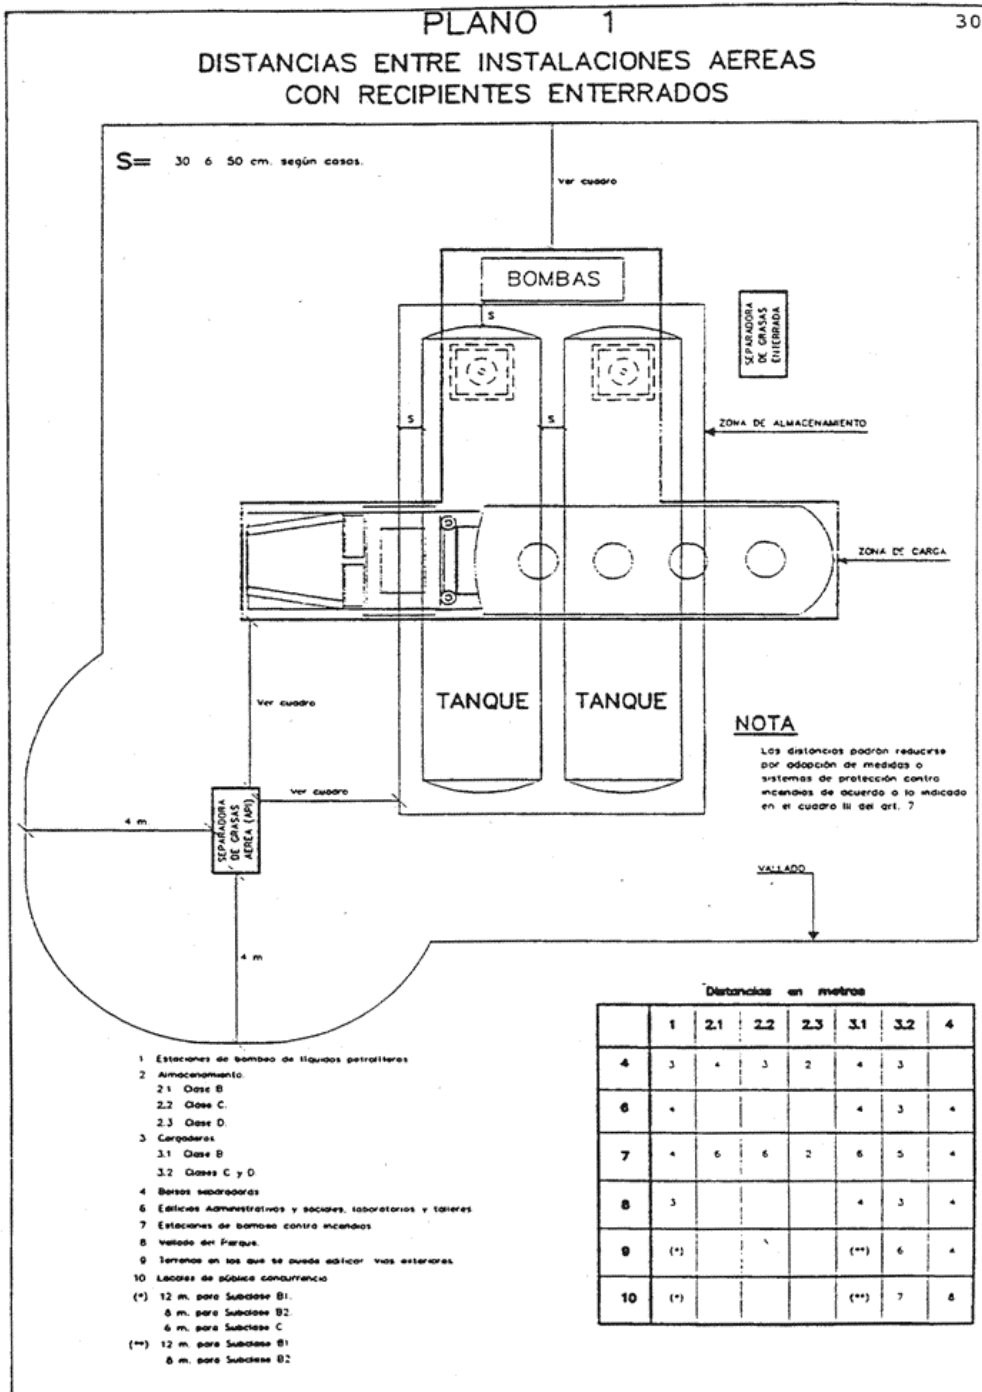 PLANO 1
30
DISTANCIAS ENTRE INSTALACIONES AEREAS
CON RECIPIENTES ENTERRADOS
S= 30 ó 50 cm. según casos.
Ver cuadro
BOMBAS
SEPARADORA
DE GRASAS
ENTERRADA
S
S
S
S
S
ZONA DE ALMACENAMIENTO
ZONA DE CARGA
Ver cuadro
TANQUE
TANQUE
NOTA
Las distancias podrán reducirse
por adopción de medidas o
sistemas de protección contra
incendios de acuerdo a lo indicado
en el cuadro III del art. 7
Ver cuadro
4 m.
SEPARADORA
DE GRASAS
AEREA (API)
VALLADO
4 m
Distancias en metros
1 2.1 2.2 2.3 3.1 3.2 4
4 3 4 3 2 4 3
6 4 4 3 4
7 4 6 6 2 6 5 4
8 3 4 3 4
9 (*) (**) 6 4
10 (*) (**) 7 8
1 Estaciones de bombeo de líquidos petrolíferos
2 Almacenamiento.
2.1 Clase B
2.2 Clase C.
2.3 Clase D.
3 Cargaderos
3.1 Clase B
3.2 Clases C y D
4 Balsas separadoras
6 Edificios Administrativos y sociales, laboratorios y talleres
7 Estaciones de bombeo contra incendios
8 Vallado del Parque.
9 Terrenos en los que se puede edificar vias exteriores
10 Locales de pública concurrencia
(*) 12 m. para Subclase B1.
8 m. para Subclase B2.
6 m. para Subclase C
(**) 12 m. para Subclase B1
8 m. para Subclase B2